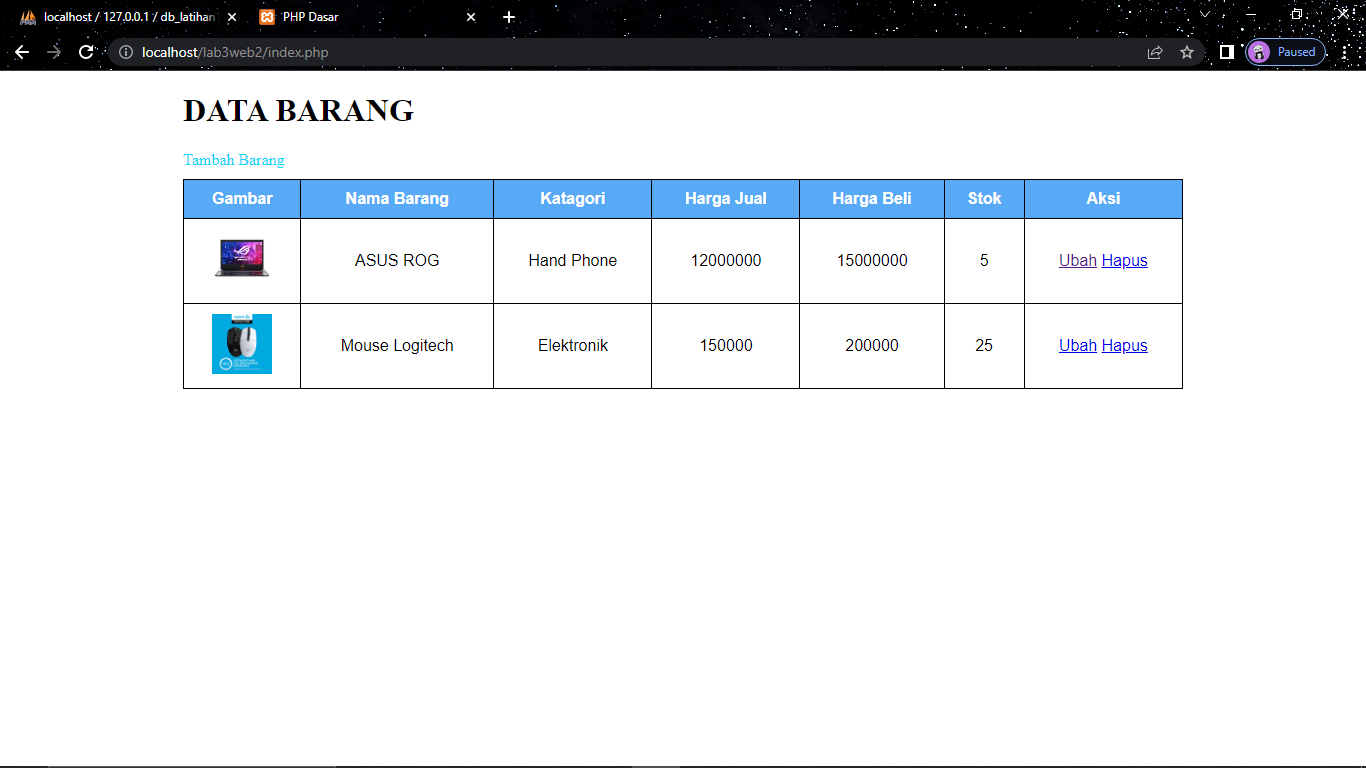 localhost / 127.0.0.1 / db_latihan
PHP Dasar
localhost/lab3web2/index.php
Paused
DATA BARANG
Tambah Barang
Gambar Nama Barang Katagori Harga Jual Harga Beli Stok Aksi
ASUS ROG Hand Phone 12000000 15000000 5 Ubah Hapus
Mouse Logitech Elektronik 150000 200000 25 Ubah Hapus